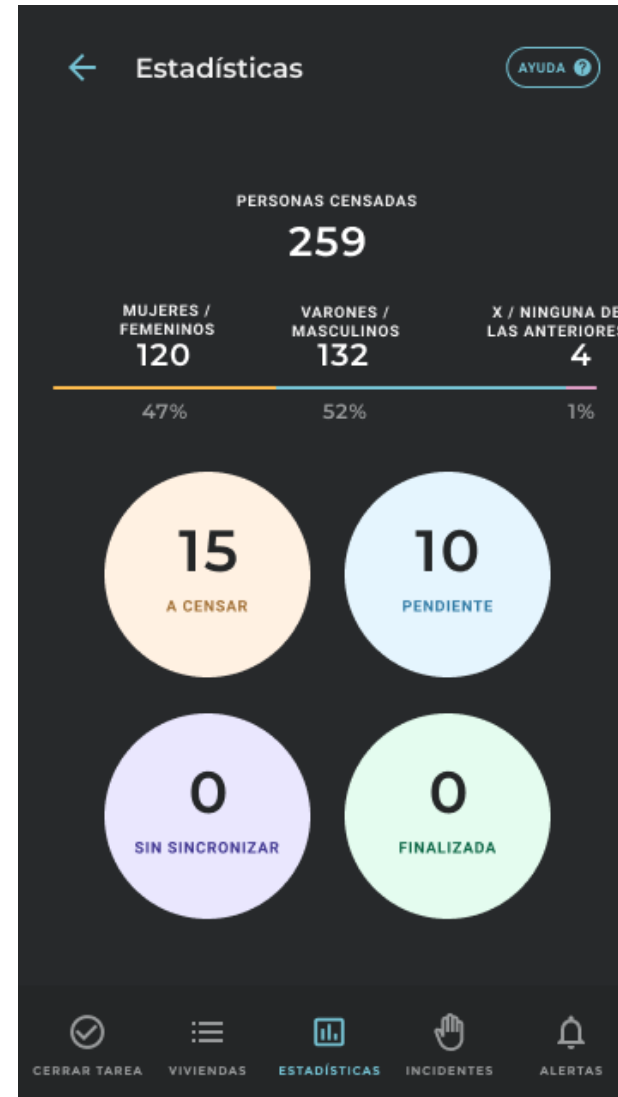 Estadísticas
AYUDA ?
PERSONAS CENSADAS
259
MUJERES /
FEMENINOS
120
VARONES /
MASCULINOS
132
X / NINGUNA DE
LAS ANTERIORES
4
47%
52%
1%
15
A CENSAR
10
PENDIENTE
0
SIN SINCRONIZAR
0
FINALIZADA
CERRAR TAREA
VIVIENDAS
ESTADÍSTICAS
INCIDENTES
ALERTAS